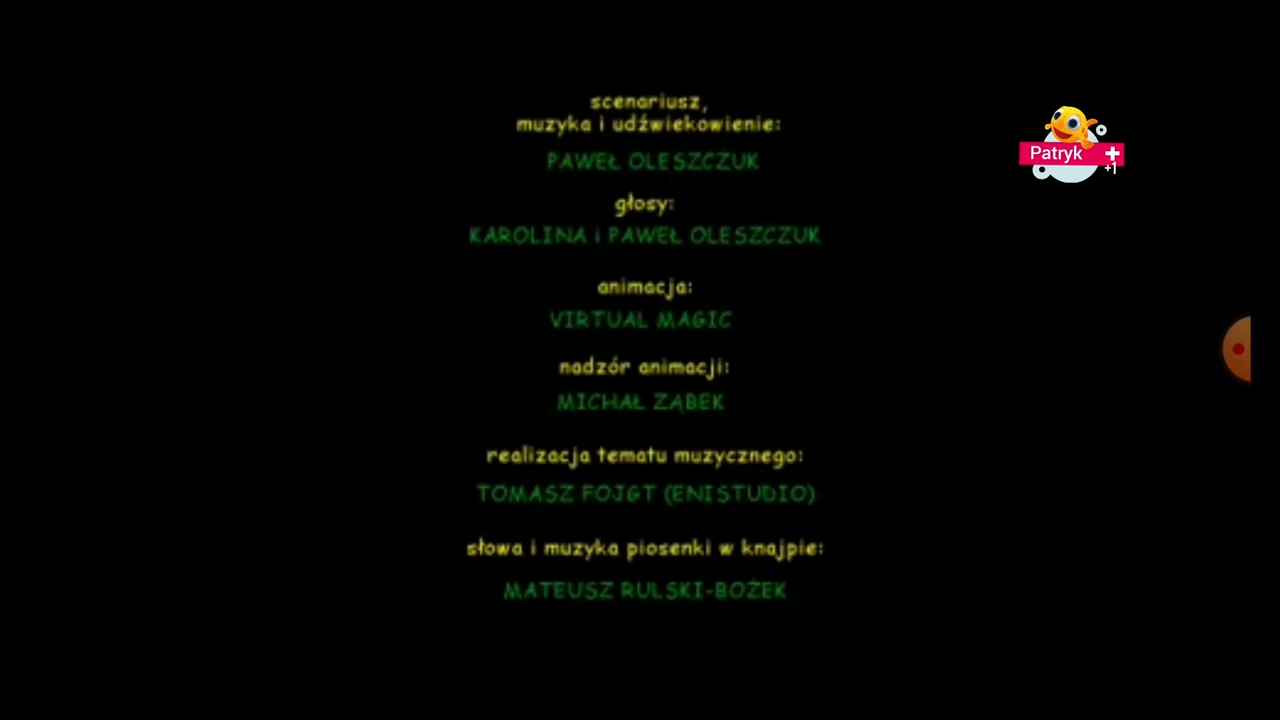 scenariusz,
muzyka i udźwiekowienie:
PAWEŁ OLESZCZUK
głosy:
KAROLINA i PAWEŁ OLESZCZUK
animacja:
VIRTUAL MAGIC
nadzór animacji:
MICHAŁ ZĄBEK
realizacja tematu muzycznego:
TOMASZ FOJGT (ENISTUDIO)
słowa i muzyka piosenki w knajpie:
MATEUSZ RULSKI-BOŻEK
Patryk +
+1